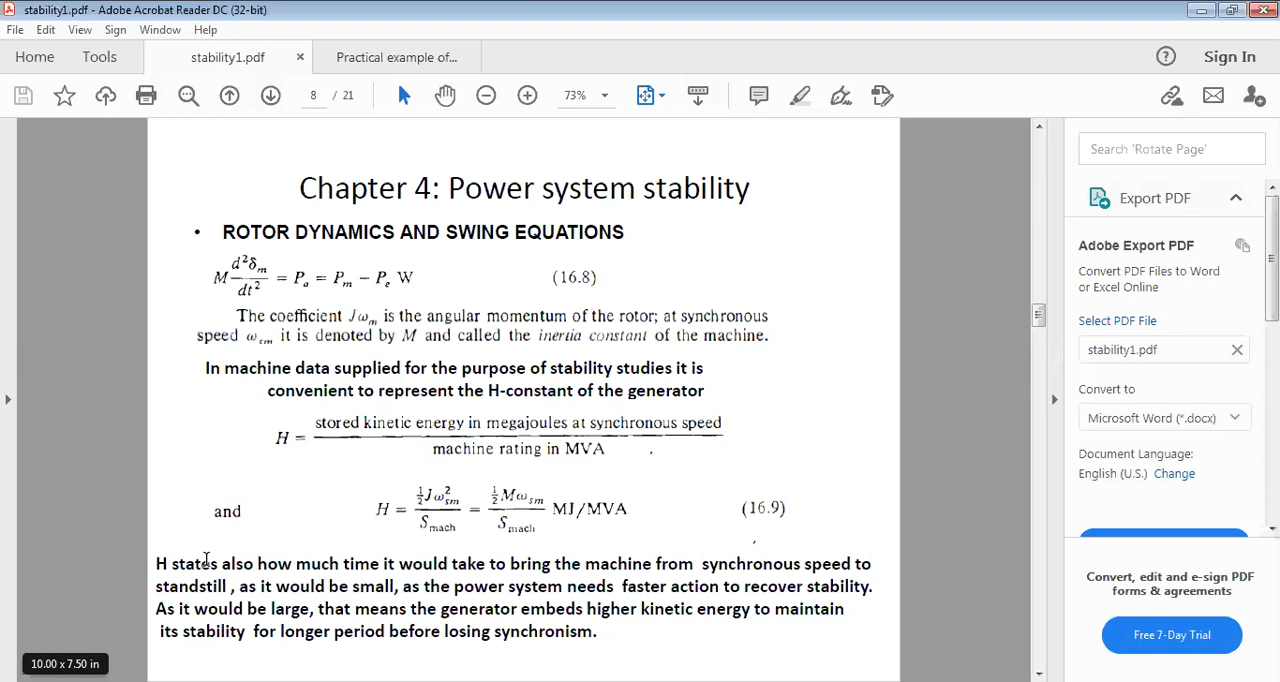 stability1.pdf - Adobe Acrobat Reader DC (32-bit)
File Edit View Sign Window Help
Home Tools stability1.pdf × Practical example of... Sign In
8 / 21 73%
Search 'Rotate Page'
Export PDF
Adobe Export PDF
Convert PDF Files to Word
or Excel Online
Select PDF File
stability1.pdf
Convert to
Microsoft Word (*.docx)
Document Language:
English (U.S.) Change
Convert, edit and e-sign PDF
forms & agreements
Free 7-Day Trial
Chapter 4: Power system stability
• ROTOR DYNAMICS AND SWING EQUATIONS
M d²δm/dt² = Pa = Pm − Pe W (16.8)
The coefficient Jωm is the angular momentum of the rotor; at synchronous
speed ωsm it is denoted by M and called the inertia constant of the machine.
In machine data supplied for the purpose of stability studies it is
convenient to represent the H-constant of the generator
H = stored kinetic energy in megajoules at synchronous speed
machine rating in MVA
and H = ½Jω²sm/Smach = ½Mωsm/Smach MJ/MVA (16.9)
H states also how much time it would take to bring the machine from synchronous speed to
standstill , as it would be small, as the power system needs faster action to recover stability.
As it would be large, that means the generator embeds higher kinetic energy to maintain
its stability for longer period before losing synchronism.
10.00 x 7.50 in